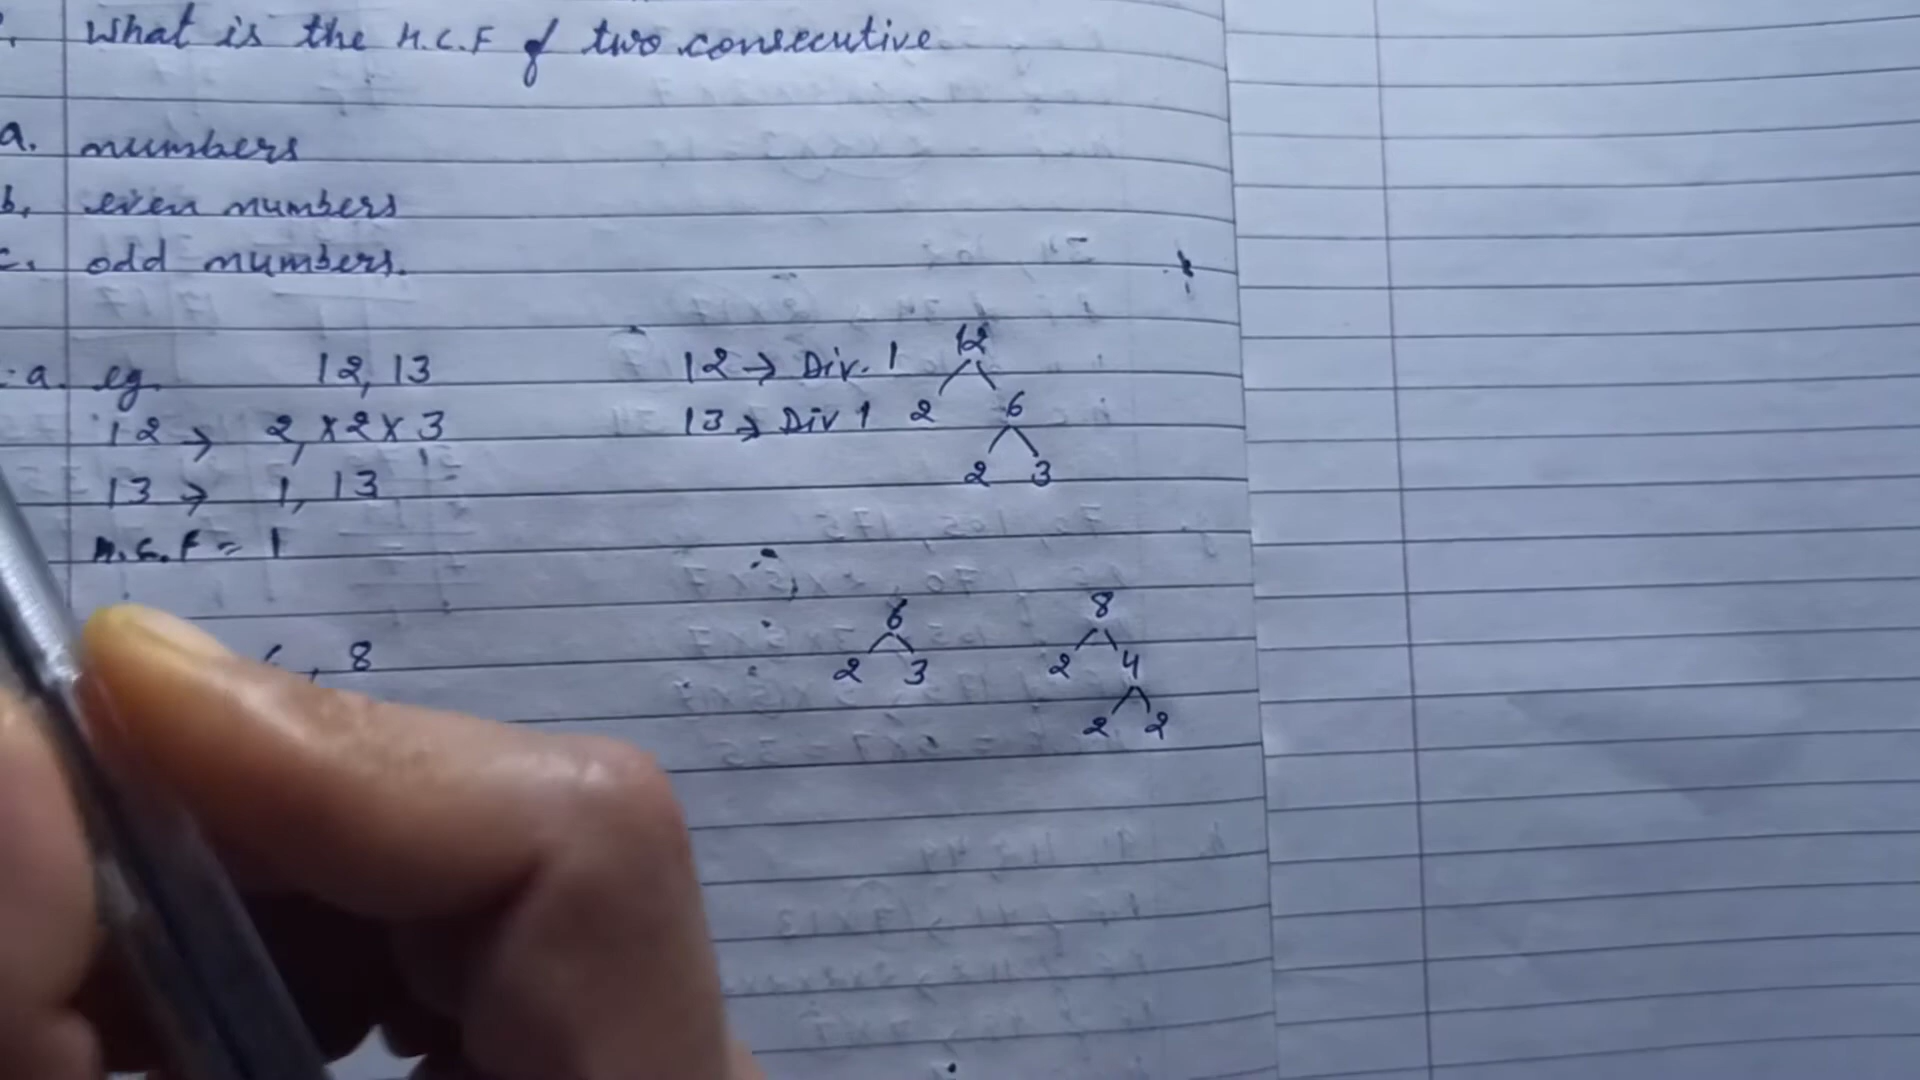 What is the H.C.F of two consecutive
a. numbers
b. even numbers
c. odd numbers.
a. eg. 12, 13
12 → 2, × 2 × 3
13 → 1, 13
H.C.F = 1
12 → Div. 1
13 → Div 1
12
2 6
2 3
, 8
6
2 3
8
2 4
2 2